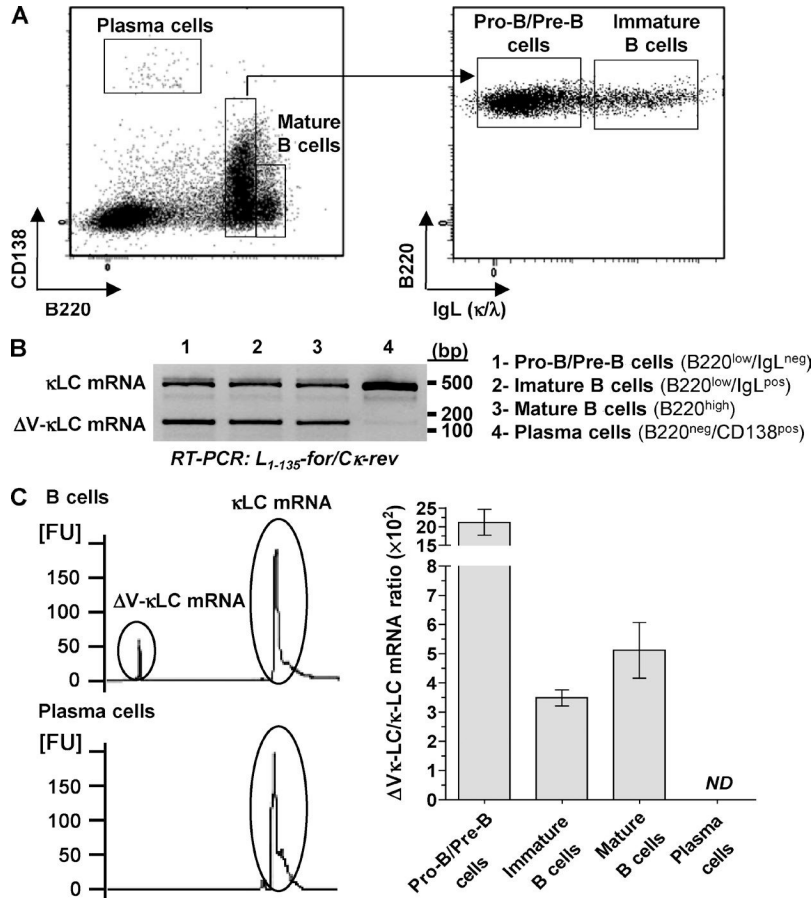 A
Plasma cells
Mature
B cells
CD138
0
0
B220
Pro-B/Pre-B
cells
Immature
B cells
B220
0
0
IgL (κ/λ)
B
1 2 3 4 (bp)
κLC mRNA
ΔV-κLC mRNA
500
200
100
RT-PCR: L1-135-for/Cκ-rev
1- Pro-B/Pre-B cells (B220low/IgLneg)
2- Imature B cells (B220low/IgLpos)
3- Mature B cells (B220high)
4- Plasma cells (B220neg/CD138pos)
C
B cells
κLC mRNA
[FU]
ΔV-κLC mRNA
150
100
50
0
Plasma cells
[FU]
150
100
50
0
ΔVκ-LC/κ-LC mRNA ratio (×10²)
25
20
15
8
7
6
5
4
3
2
1
0
ND
Pro-B/Pre-B
cells
Immature
B cells
Mature
B cells
Plasma
cells